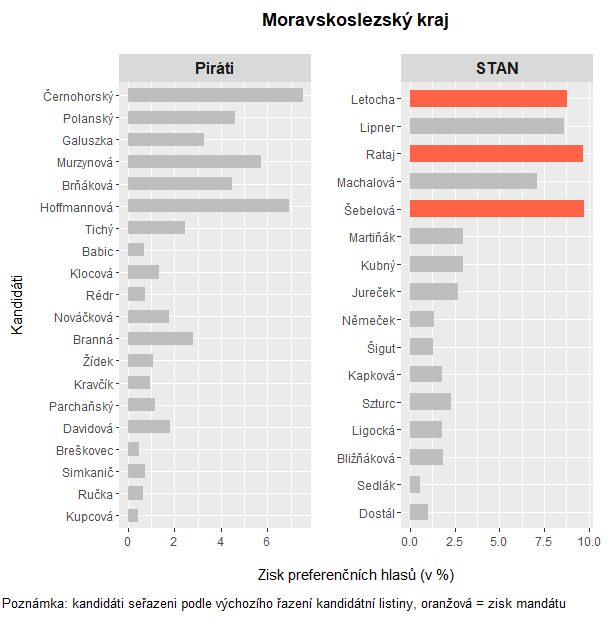 Moravskoslezský kraj
Piráti
STAN
Kandidáti
Černohorský
Polanský
Galuszka
Murzynová
Brňáková
Hoffmannová
Tichý
Babic
Klocová
Rédr
Nováčková
Branná
Žídek
Kravčík
Parchaňský
Davidová
Breškovec
Simkanič
Ručka
Kupcová
0 2 4 6
Letocha
Lipner
Rataj
Machalová
Šebelová
Martiňák
Kubný
Jureček
Němeček
Šigut
Kapková
Szturc
Ligocká
Bližňáková
Sedlák
Dostál
0.0 2.5 5.0 7.5 10.0
Zisk preferenčních hlasů (v %)
Poznámka: kandidáti seřazeni podle výchozího řazení kandidátní listiny, oranžová = zisk mandátu